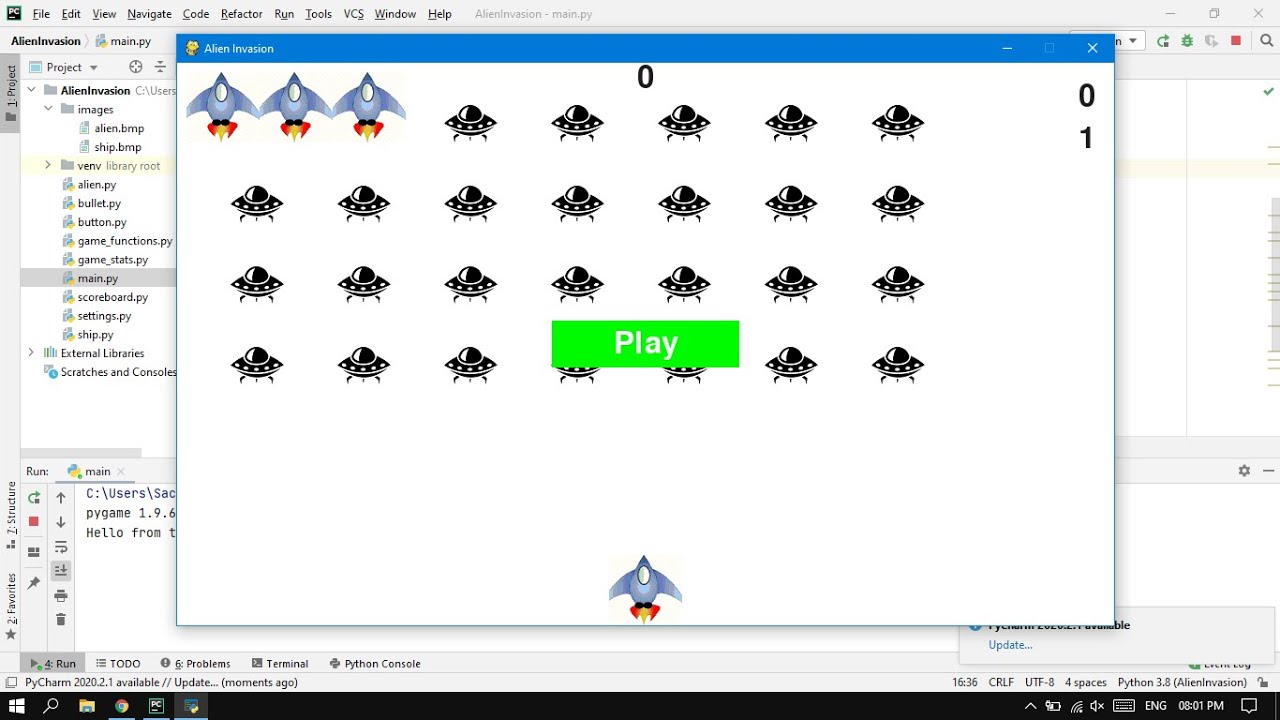 File Edit View Navigate Code Refactor Run Tools VCS Window Help AlienInvasion - main.py
AlienInvasion main.py
Alien Invasion
Project
AlienInvasion C:\Users
images
alien.bmp
ship.bmp
venv library root
alien.py
bullet.py
button.py
game_functions.py
game_stats.py
main.py
scoreboard.py
settings.py
ship.py
External Libraries
Scratches and Consoles
1: Project
0
0
1
Play
Run: main
C:\Users\Sac
pygame 1.9.6
Hello from t
Z: Structure
2: Favorites
PyCharm 2020.2.1 available
Update...
4: Run TODO 6: Problems Terminal Python Console Event Log
PyCharm 2020.2.1 available // Update... (moments ago) 16:36 CRLF UTF-8 4 spaces Python 3.8 (AlienInvasion)
ENG 08:01 PM